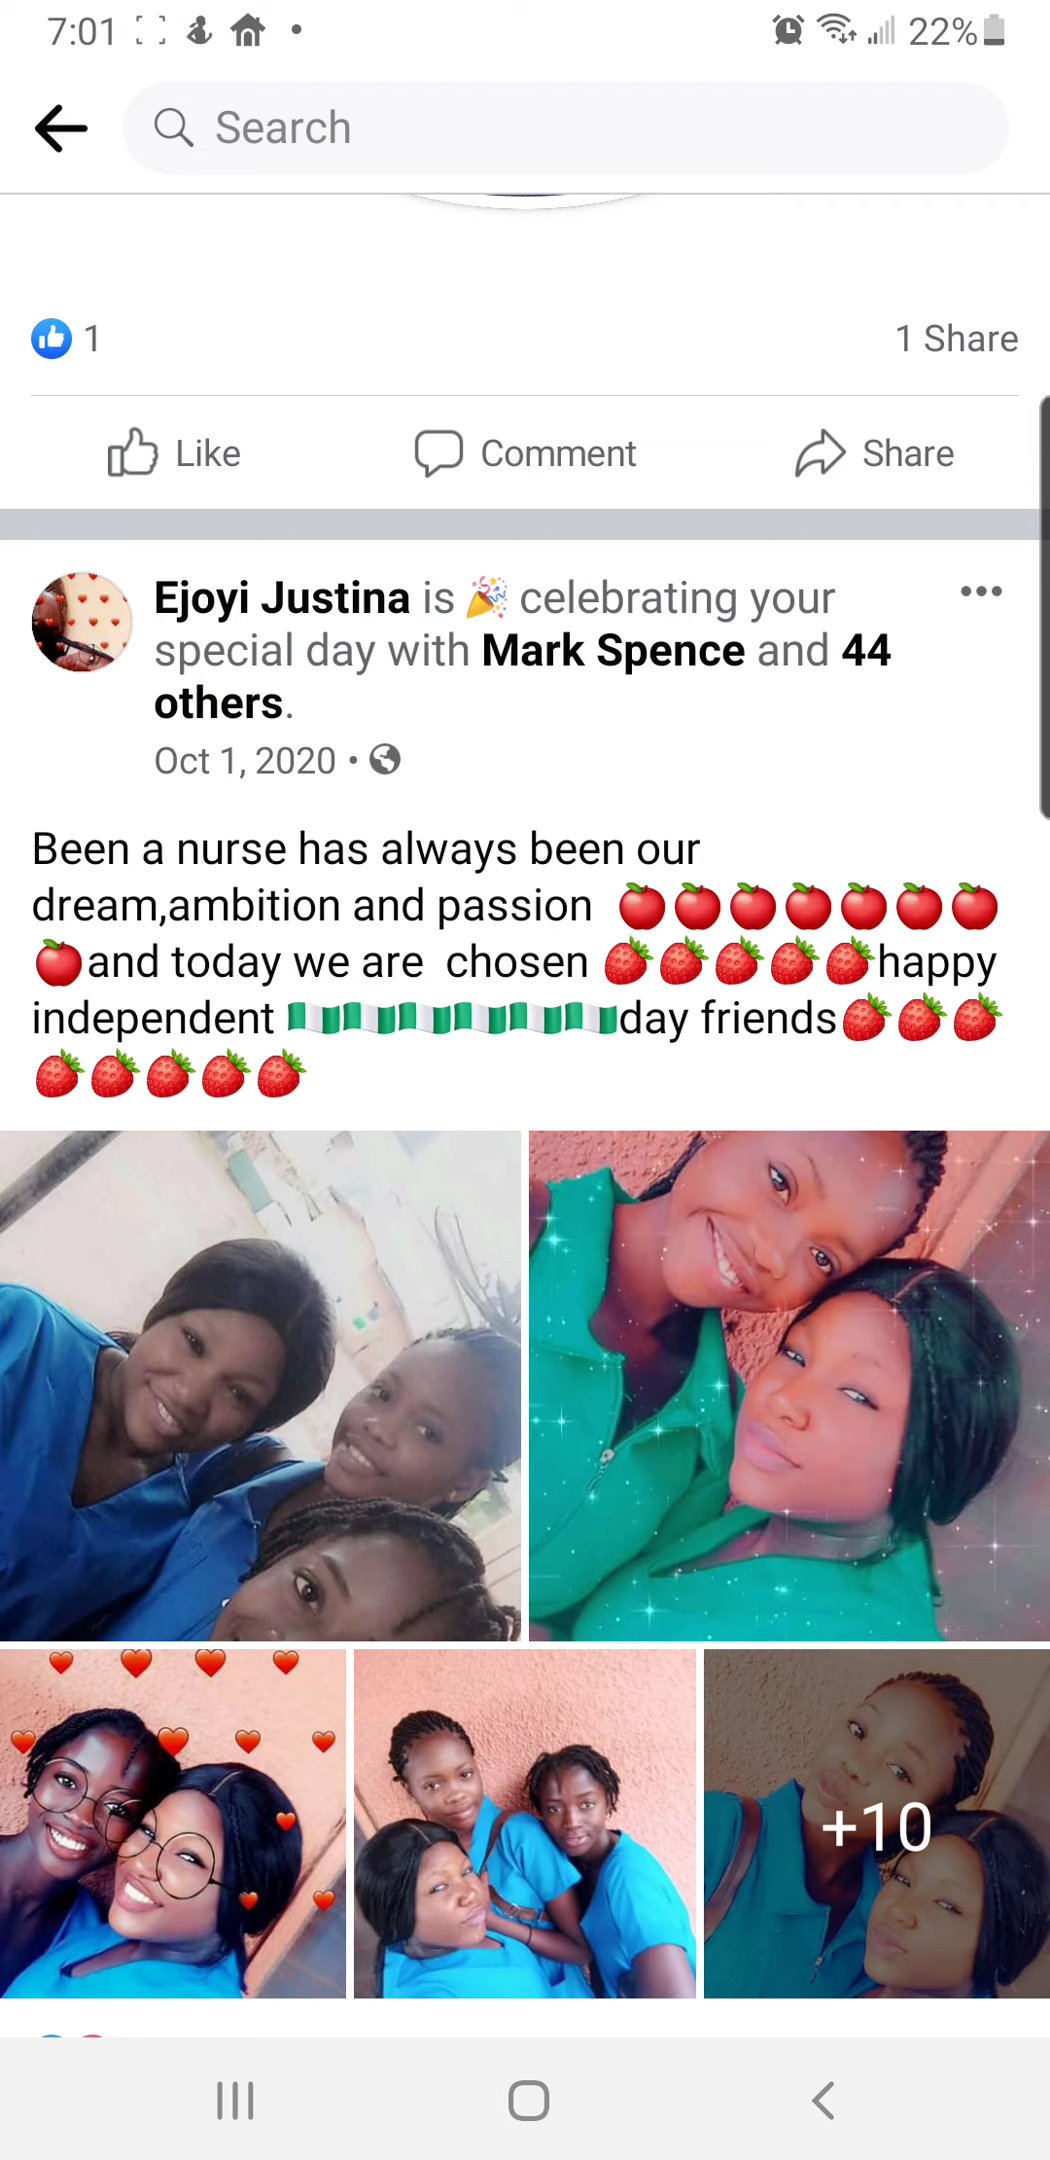 7:01
22%
Search
1
1 Share
Like
Comment
Share
Ejoyi Justina is 🎉 celebrating your
special day with Mark Spence and 44
others.
Oct 1, 2020 •
Been a nurse has always been our
dream,ambition and passion 🍎🍎🍎🍎🍎🍎🍎
🍎and today we are chosen 🍓🍓🍓🍓🍓happy
independent 🇳🇬🇳🇬🇳🇬🇳🇬🇳🇬🇳🇬day friends🍓🍓🍓
🍓🍓🍓🍓🍓
+10